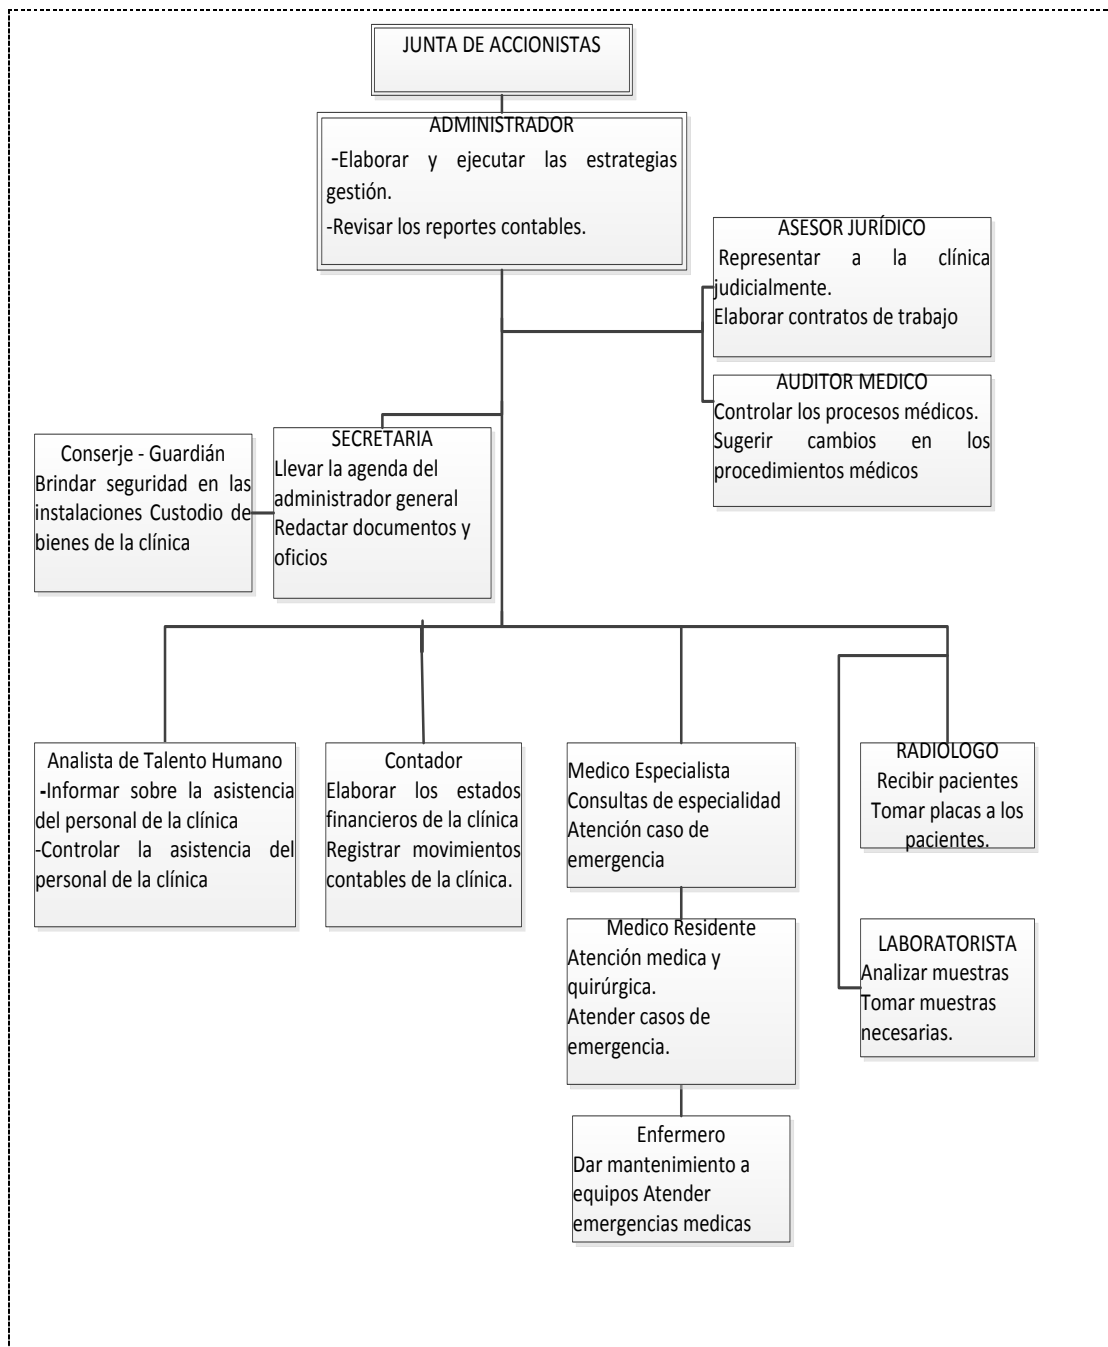 JUNTA DE ACCIONISTAS
ADMINISTRADOR
-Elaborar y ejecutar las estrategias
gestión.
-Revisar los reportes contables.
ASESOR JURÍDICO
Representar a la clínica
judicialmente.
Elaborar contratos de trabajo
AUDITOR MEDICO
Controlar los procesos médicos.
Sugerir cambios en los
procedimientos médicos
SECRETARIA
Llevar la agenda del
administrador general
Redactar documentos y
oficios
Conserje - Guardián
Brindar seguridad en las
instalaciones Custodio de
bienes de la clínica
Analista de Talento Humano
-Informar sobre la asistencia
del personal de la clínica
-Controlar la asistencia del
personal de la clínica
Contador
Elaborar los estados
financieros de la clínica
Registrar movimientos
contables de la clínica.
Medico Especialista
Consultas de especialidad
Atención caso de
emergencia
RADIÓLOGO
Recibir pacientes
Tomar placas a los
pacientes.
Medico Residente
Atención medica y
quirúrgica.
Atender casos de
emergencia.
LABORATORISTA
Analizar muestras
Tomar muestras
necesarias.
Enfermero
Dar mantenimiento a
equipos Atender
emergencias medicas